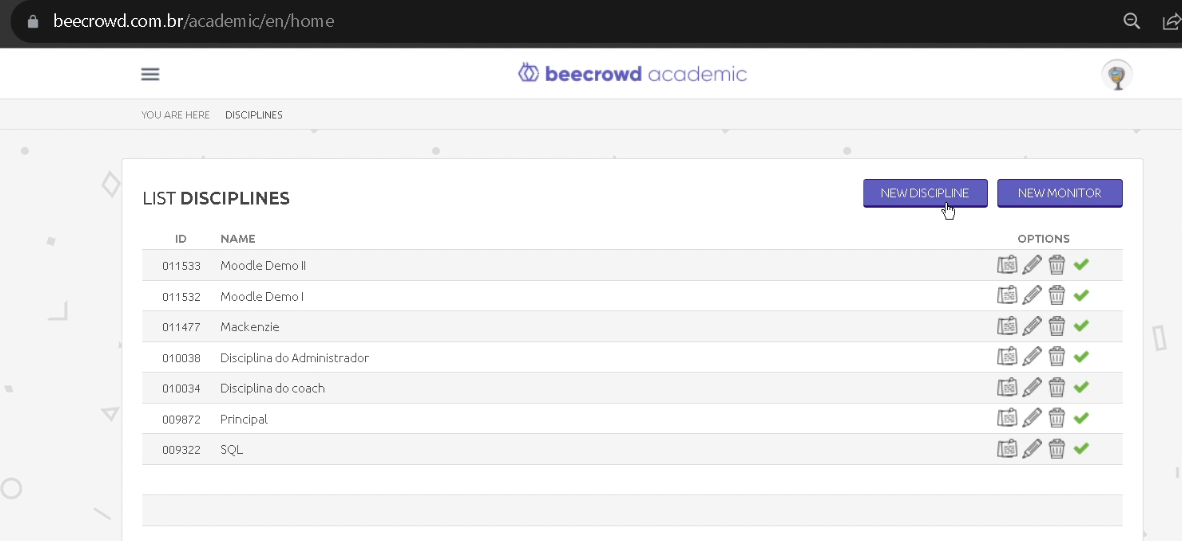 beecrowd.com.br/academic/en/home
beecrowd academic
YOU ARE HERE DISCIPLINES
LIST DISCIPLINES
NEW DISCIPLINE NEW MONITOR
ID NAME OPTIONS
011533 Moodle Demo II
011532 Moodle Demo I
011477 Mackenzie
010038 Disciplina do Administrador
010034 Disciplina do coach
009872 Principal
009322 SQL